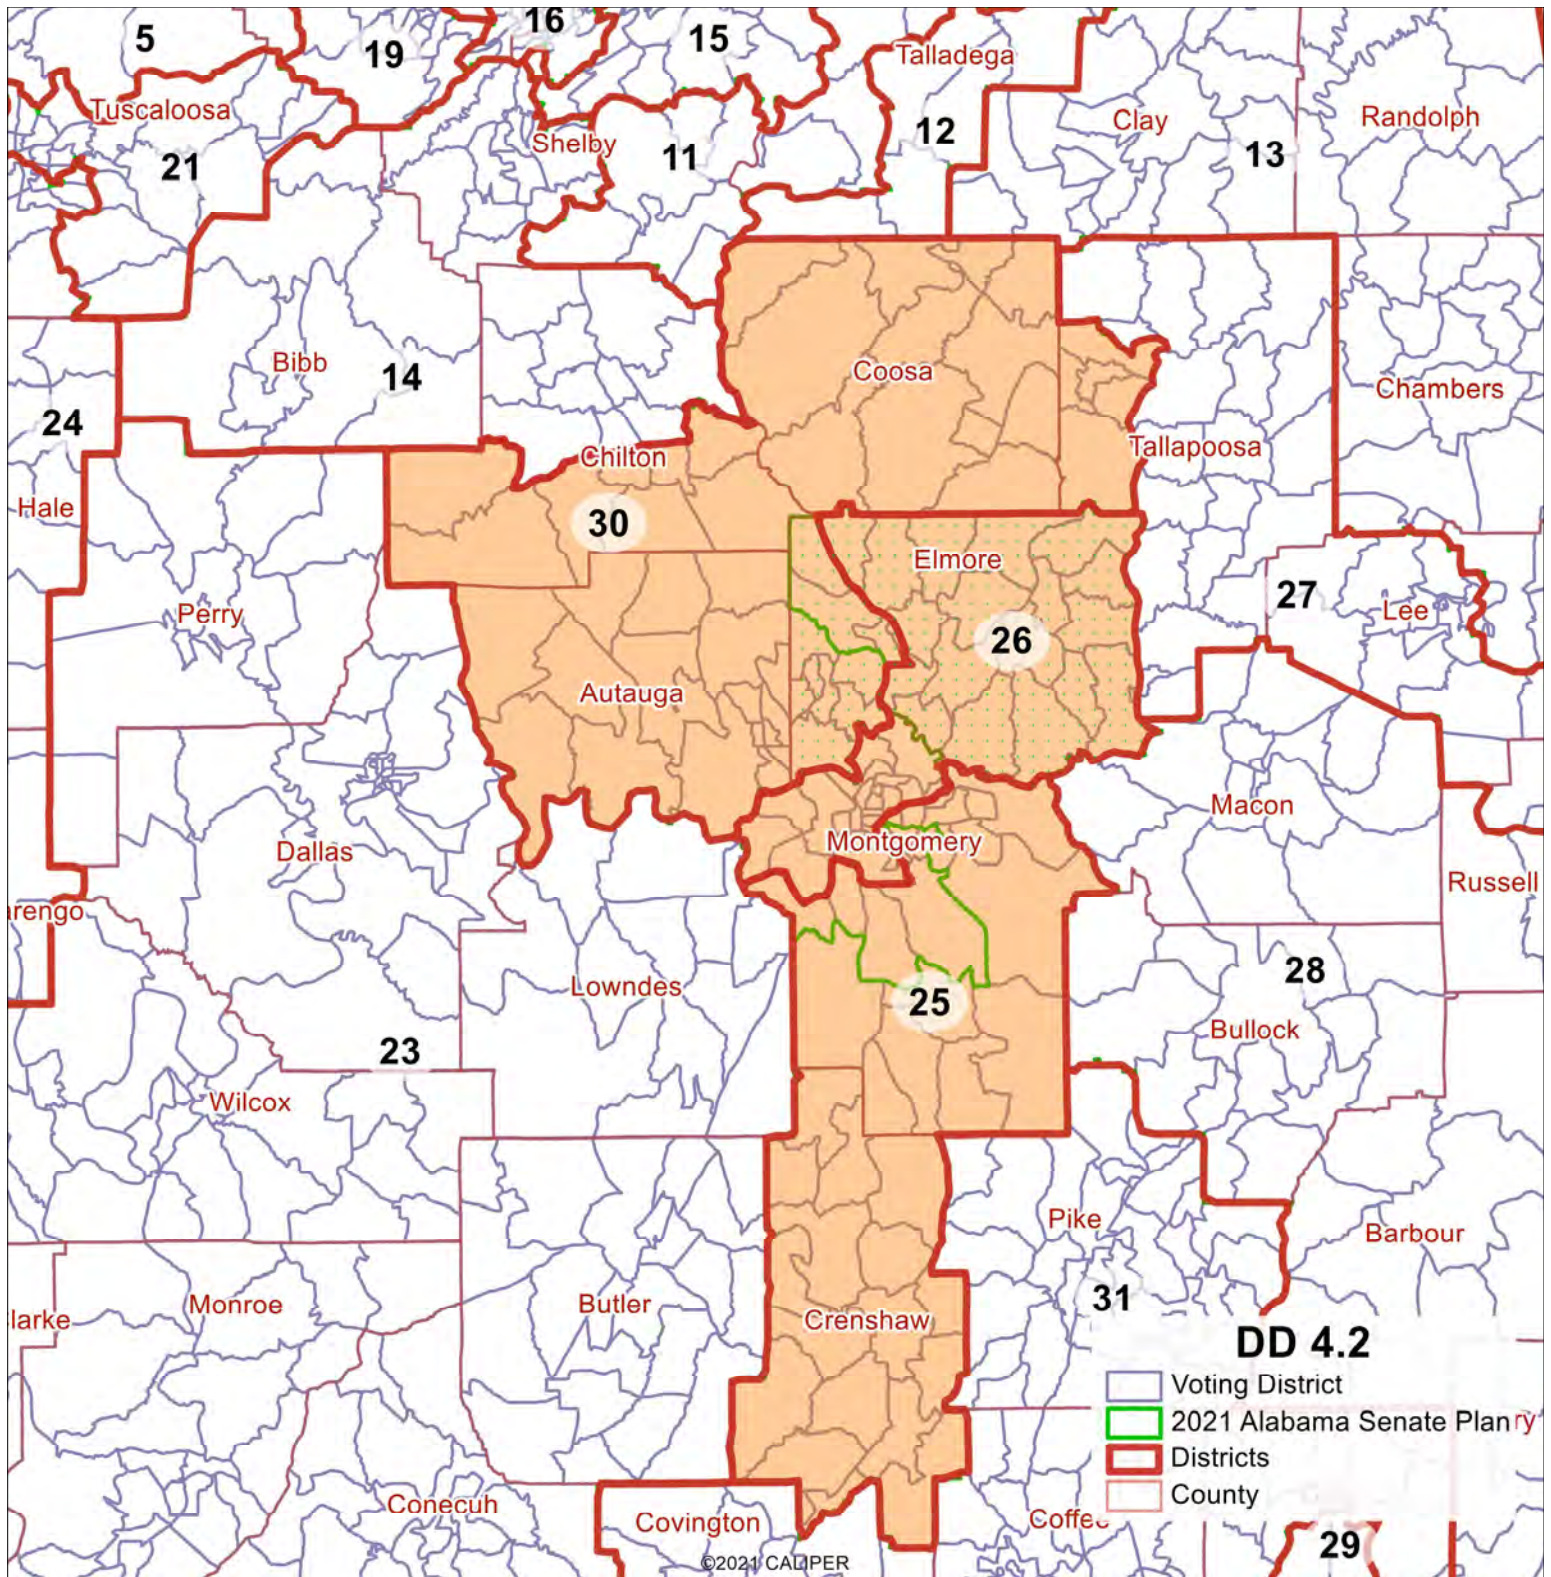 5
19
16
15
Talladega
Tuscaloosa
21
Shelby
11
12
Clay
13
Randolph
Bibb
14
24
Coosa
Chambers
Hale
Chilton
Tallapoosa
30
Elmore
27
Perry
26
Lee
Autauga
Dallas
Montgomery
Macon
Russell
arengo
Lowndes
25
28
Bullock
23
Wilcox
Pike
Barbour
larke
Monroe
Butler
Crenshaw
31
DD 4.2
Voting District
2021 Alabama Senate Plan ry
Districts
County
Conecuh
Covington
Coffee
29
©2021 CALIPER